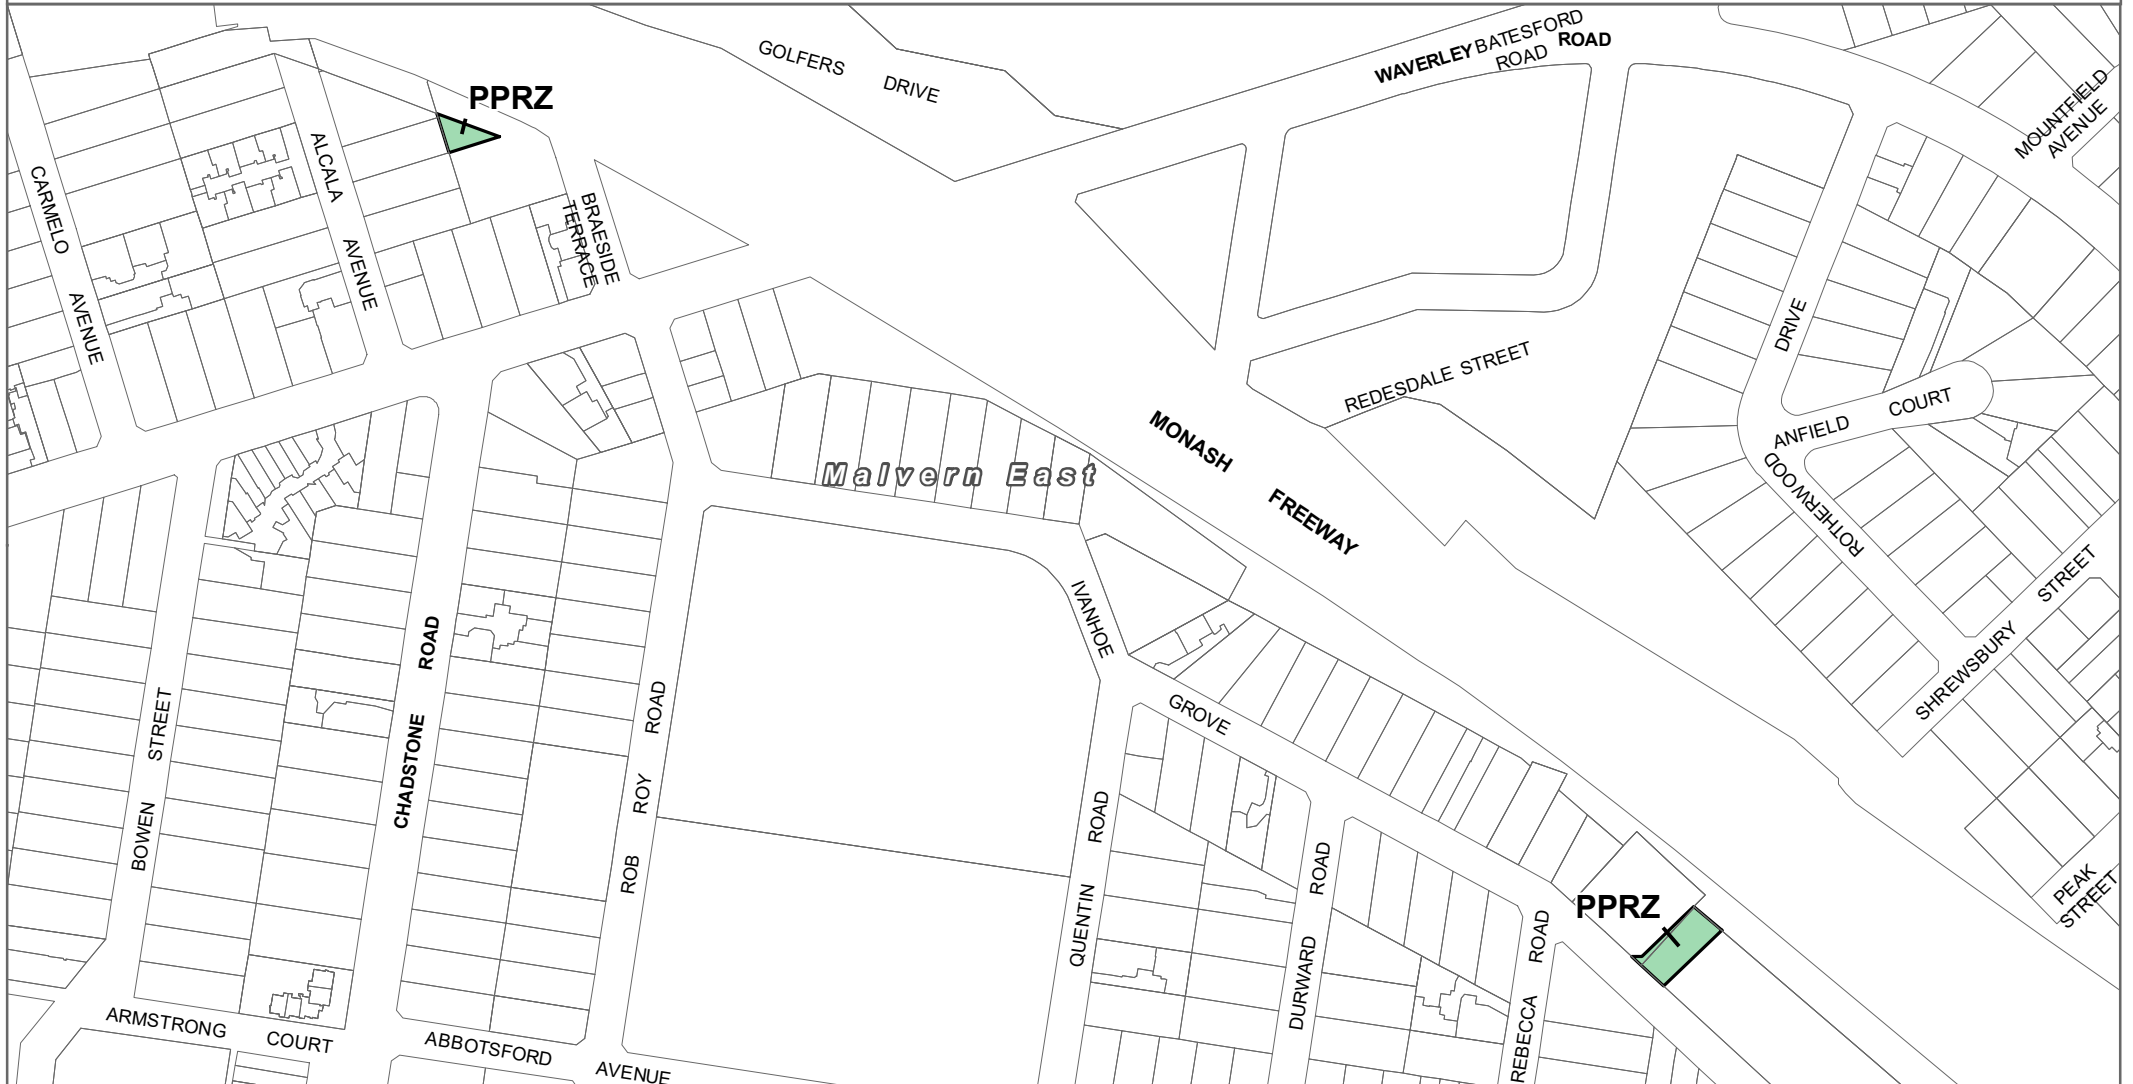 GOLFERS DRIVE
WAVERLEY ROAD
BATESFORD
ROAD
PPRZ
MOUNTFIELD
AVENUE
ALCALA AVENUE
CARMELO AVENUE
BRAESIDE
TERRACE
DRIVE
REDESDALE STREET
ANFIELD COURT
MONASH FREEWAY
Malvern East
ROTHERWOOD
SHREWSBURY STREET
IVANHOE GROVE
CHADSTONE ROAD
BOWEN STREET
ROB ROY ROAD
QUENTIN ROAD
DURWARD ROAD
REBECCA ROAD
PPRZ
PEAK
STREET
ARMSTRONG COURT
ABBOTSFORD AVENUE